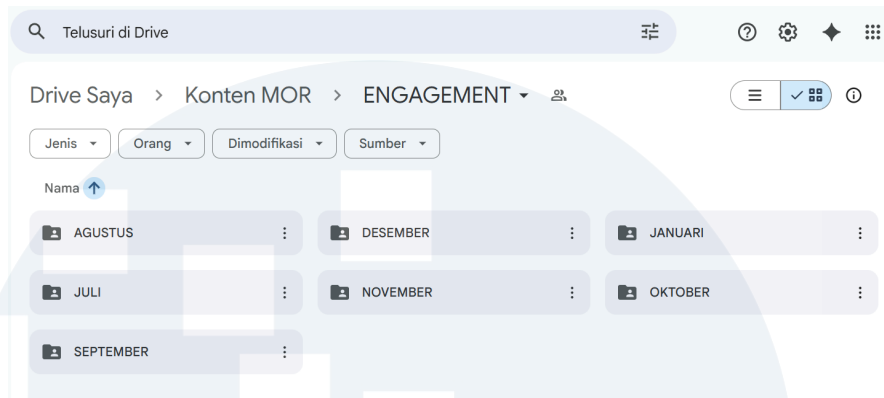 Telusuri di Drive
Drive Saya > Konten MOR > ENGAGEMENT
Jenis Orang Dimodifikasi Sumber
Nama
AGUSTUS DESEMBER JANUARI
JULI NOVEMBER OKTOBER
SEPTEMBER